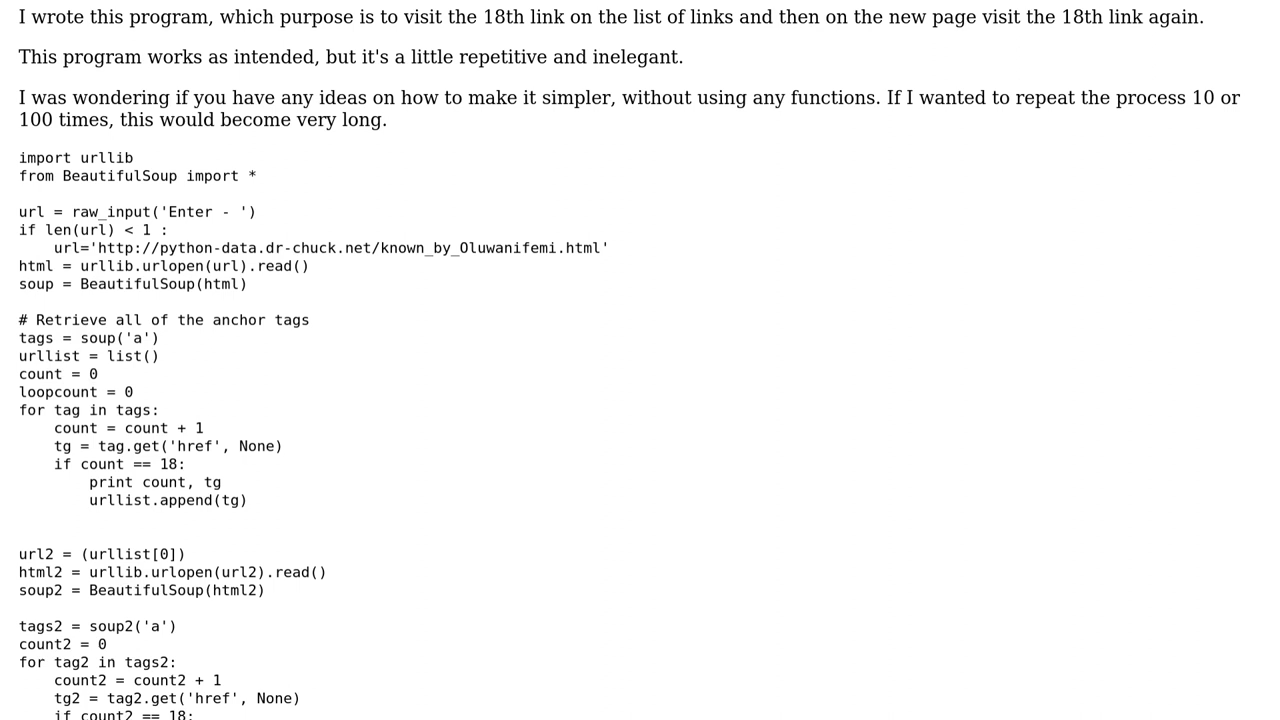 I wrote this program, which purpose is to visit the 18th link on the list of links and then on the new page visit the 18th link again.
This program works as intended, but it's a little repetitive and inelegant.
I was wondering if you have any ideas on how to make it simpler, without using any functions. If I wanted to repeat the process 10 or
100 times, this would become very long.
import urllib
from BeautifulSoup import *
url = raw_input('Enter - ')
if len(url) < 1 :
    url='http://python-data.dr-chuck.net/known_by_Oluwanifemi.html'
html = urllib.urlopen(url).read()
soup = BeautifulSoup(html)
# Retrieve all of the anchor tags
tags = soup('a')
urllist = list()
count = 0
loopcount = 0
for tag in tags:
    count = count + 1
    tg = tag.get('href', None)
    if count == 18:
        print count, tg
        urllist.append(tg)
url2 = (urllist[0])
html2 = urllib.urlopen(url2).read()
soup2 = BeautifulSoup(html2)
tags2 = soup2('a')
count2 = 0
for tag2 in tags2:
    count2 = count2 + 1
    tg2 = tag2.get('href', None)
    if count2 == 18: